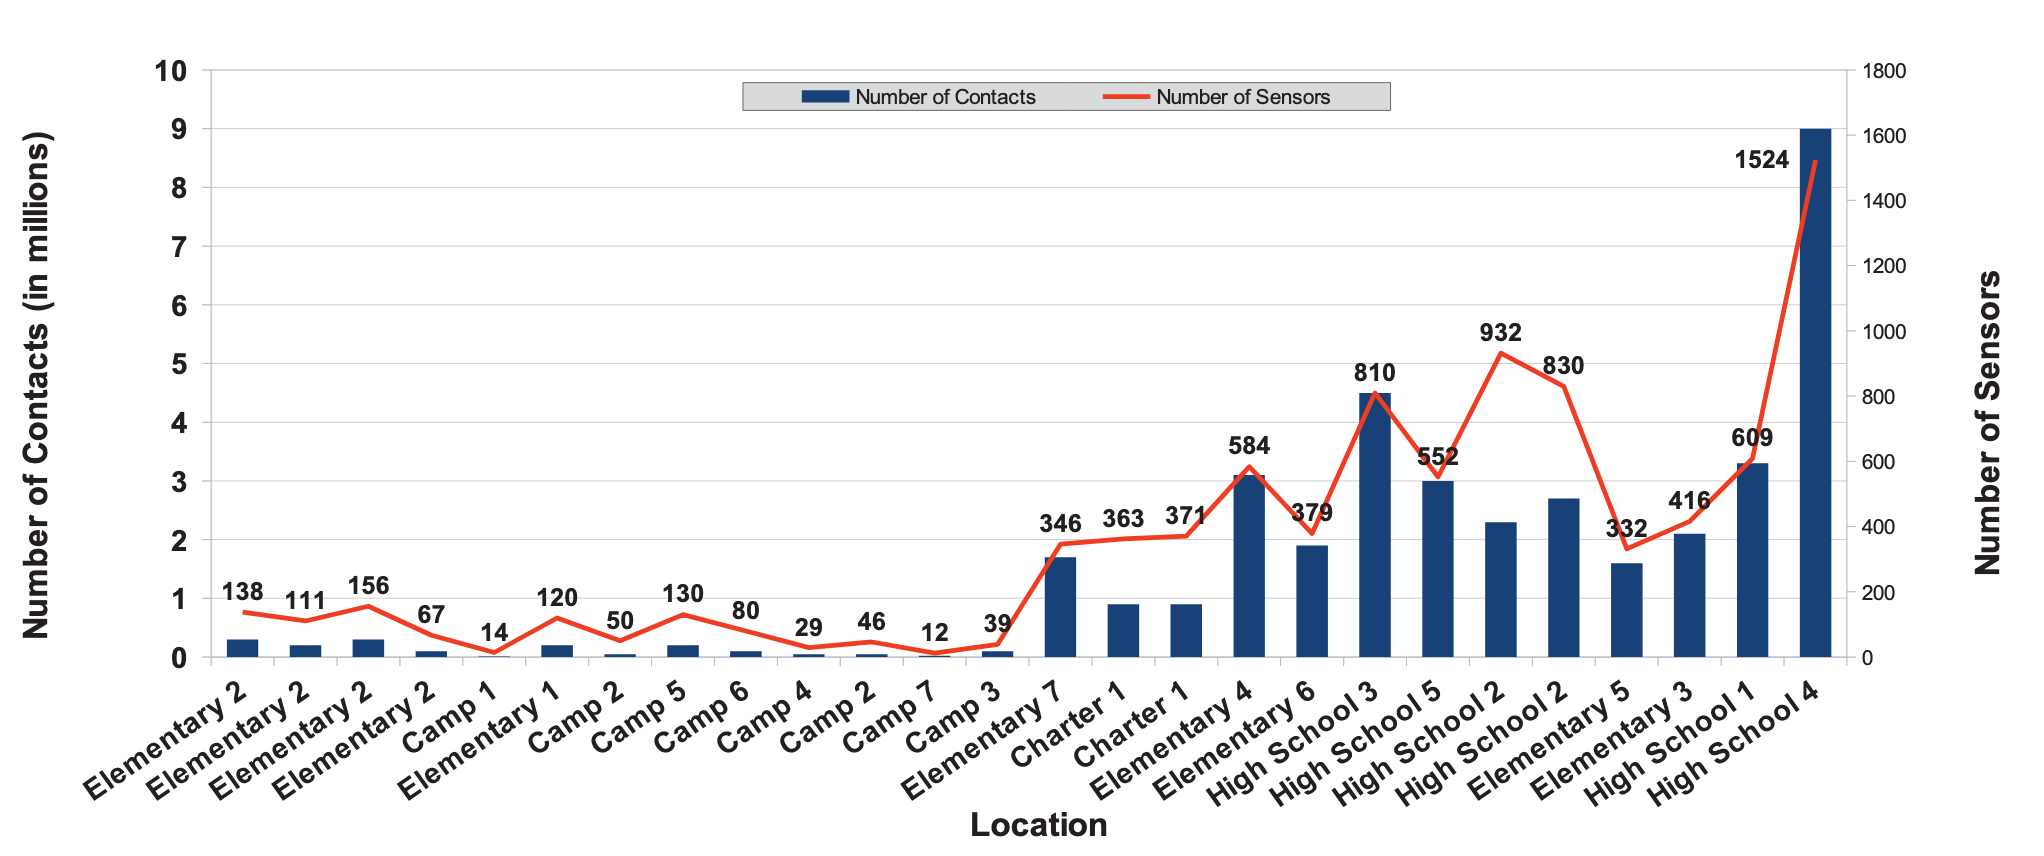 Number of Contacts
Number of Sensors
Number of Contacts (in millions)
10
9
8
7
6
5
4
3
2
1
0
1800
1600
1400
1200
1000
800
600
400
200
0
Number of Sensors
138
111
156
67
14
120
50
130
80
29
46
12
39
346
363
371
584
379
810
552
932
830
332
416
609
1524
Elementary 2
Elementary 2
Elementary 2
Elementary 2
Camp 1
Elementary 1
Camp 2
Camp 5
Camp 6
Camp 4
Camp 2
Camp 7
Camp 3
Elementary 7
Charter 1
Charter 1
Elementary 4
Elementary 6
High School 3
High School 5
High School 2
High School 2
Elementary 5
Elementary 3
High School 1
High School 4
Location